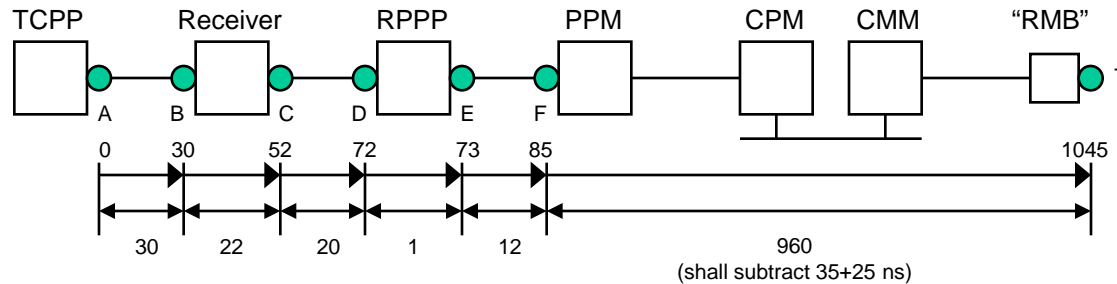 TCPP Receiver RPPP PPM CPM CMM “RMB”
A B C D E F
0 30 52 72 73 85 1045
30 22 20 1 12 960
(shall subtract 35+25 ns)